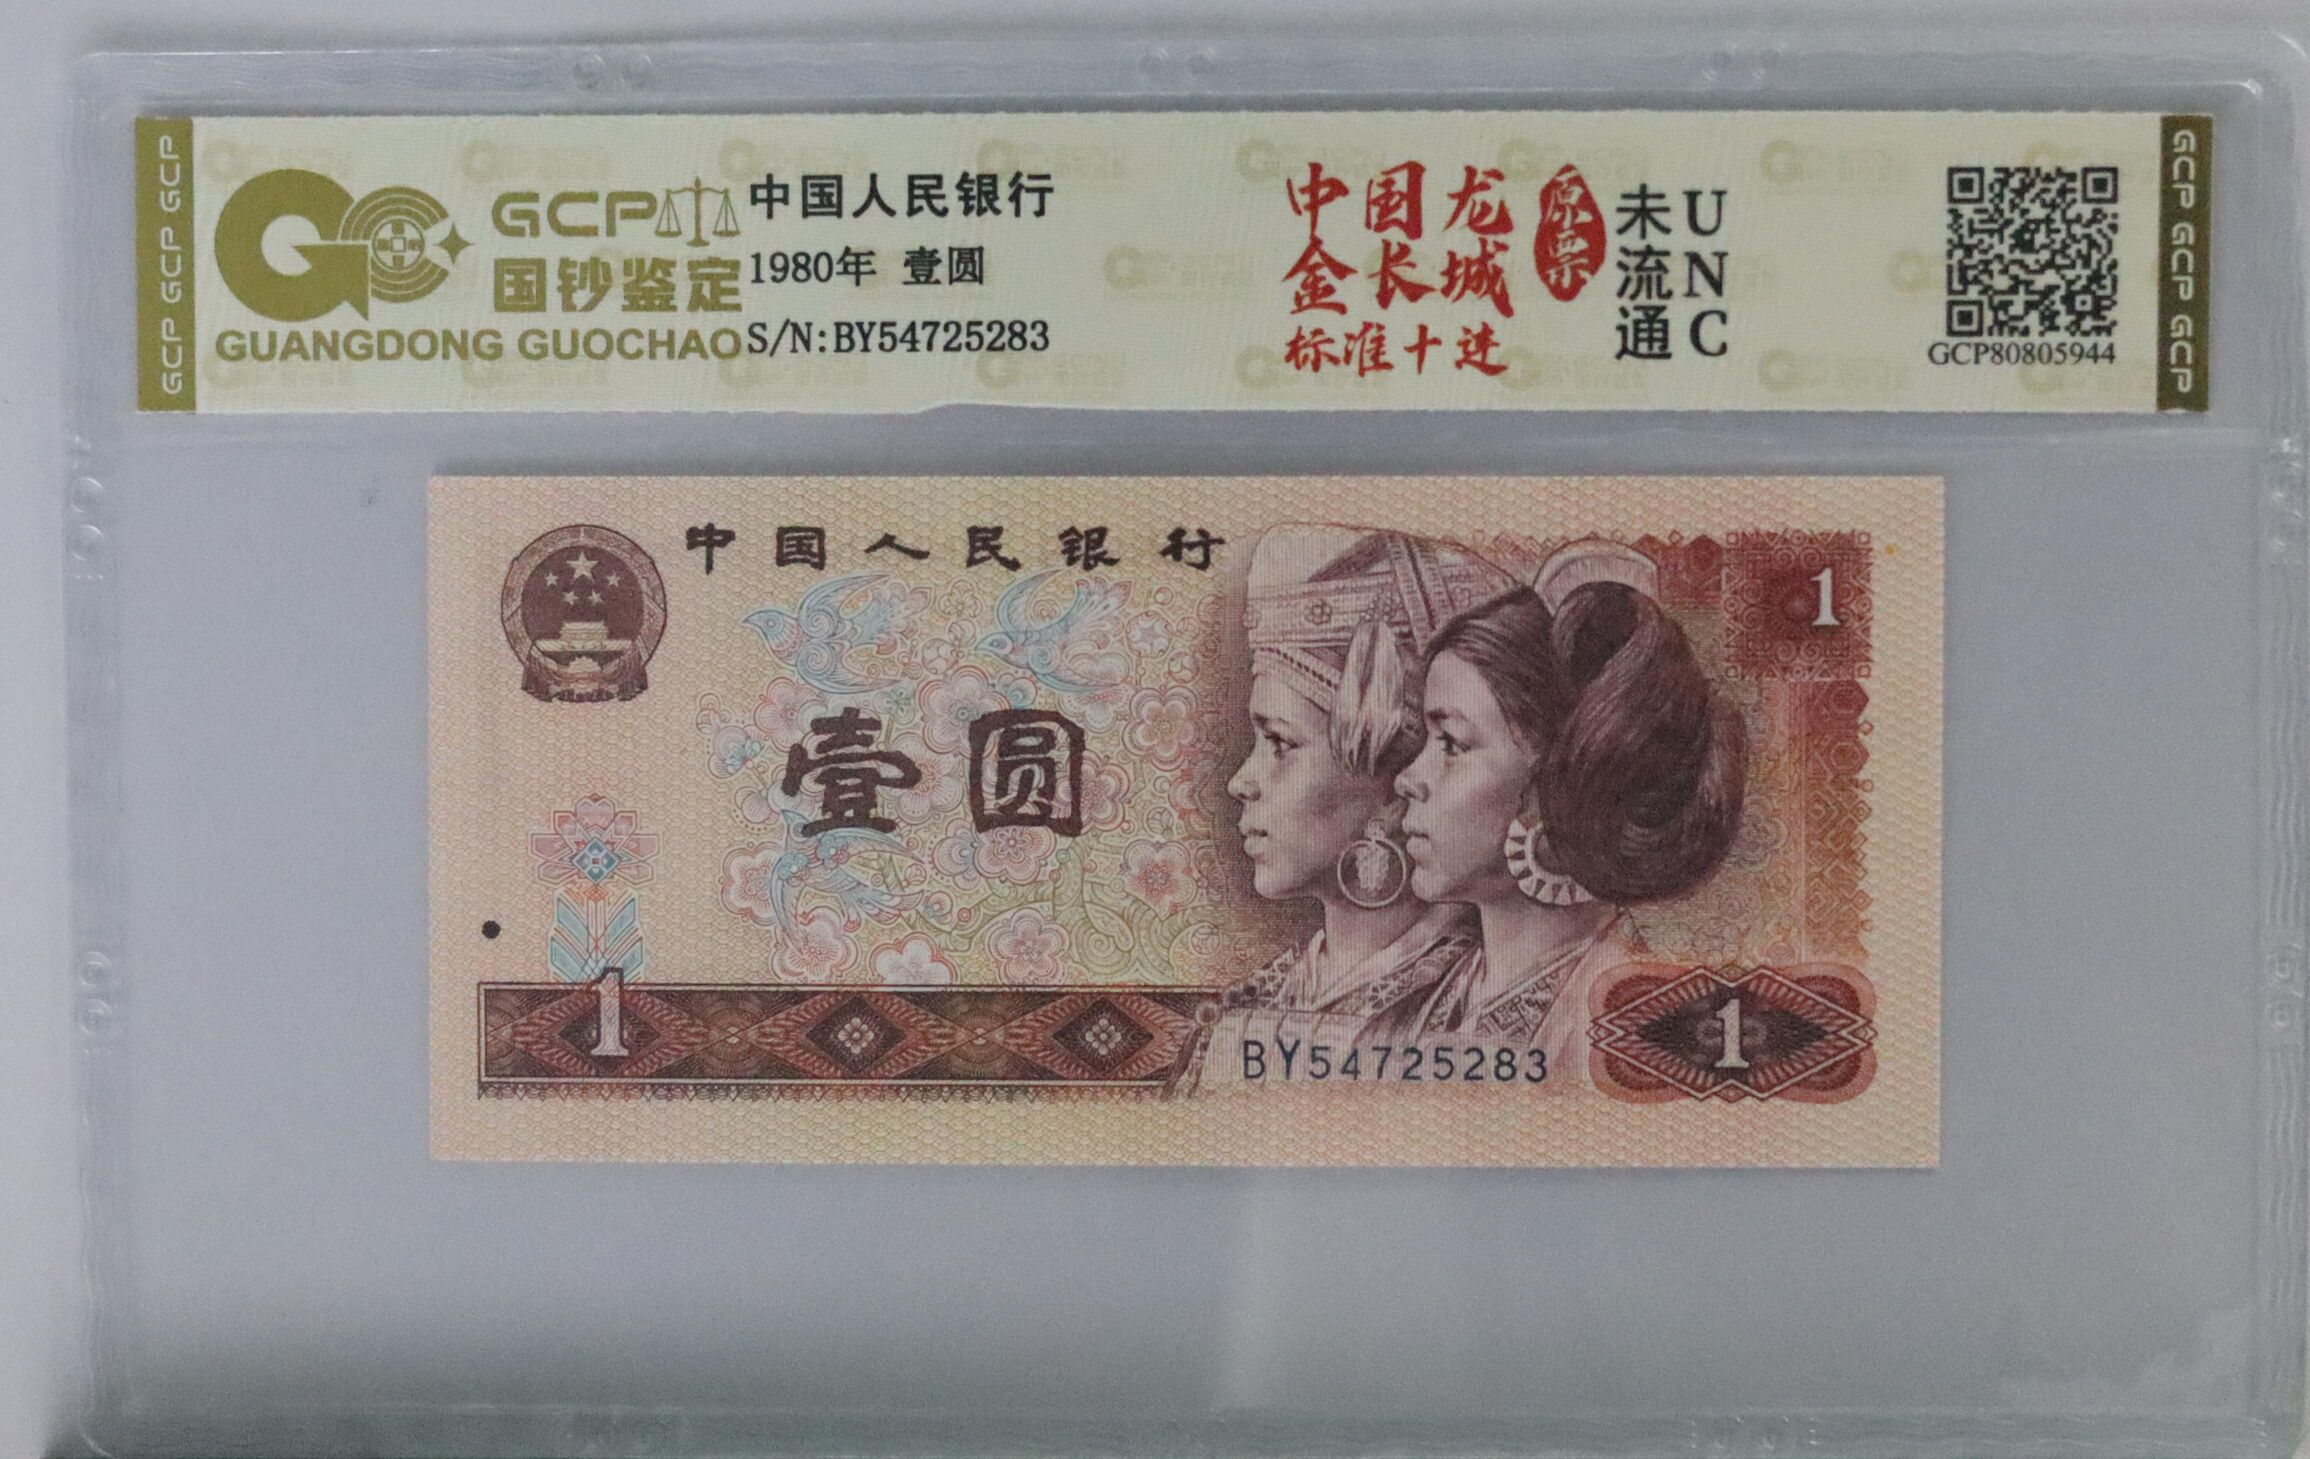 GCP GCP GCP
GCP
国钞鉴定
GUANGDONG GUOCHAO
中国人民银行
1980年 壹圆
S/N:BY54725283
中国龙
金长城
标准十连
原票
未流通
UNC
GCP80805944
GCP GCP GCP
中国人民银行
1
壹圆
1
BY54725283
1